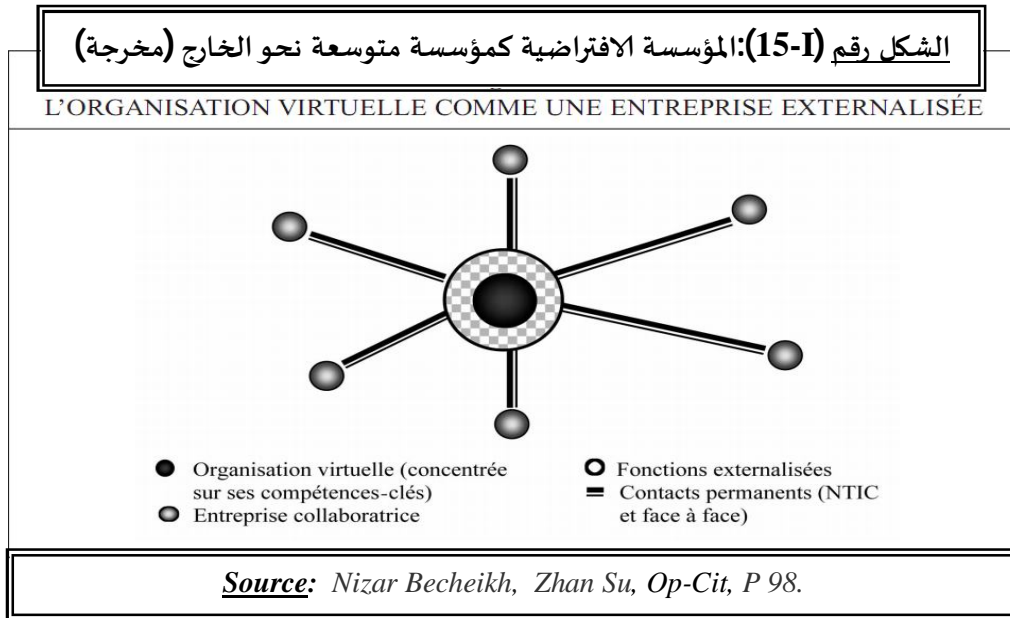 الشكل رقم (I-15):المؤسسة الافتراضية كمؤسسة متوسعة نحو الخارج (مخرجة)
L'ORGANISATION VIRTUELLE COMME UNE ENTREPRISE EXTERNALISÉE
Organisation virtuelle (concentrée
sur ses compétences-clés)
Entreprise collaboratrice
Fonctions externalisées
Contacts permanents (NTIC
et face à face)
Source: Nizar Becheikh, Zhan Su, Op-Cit, P 98.